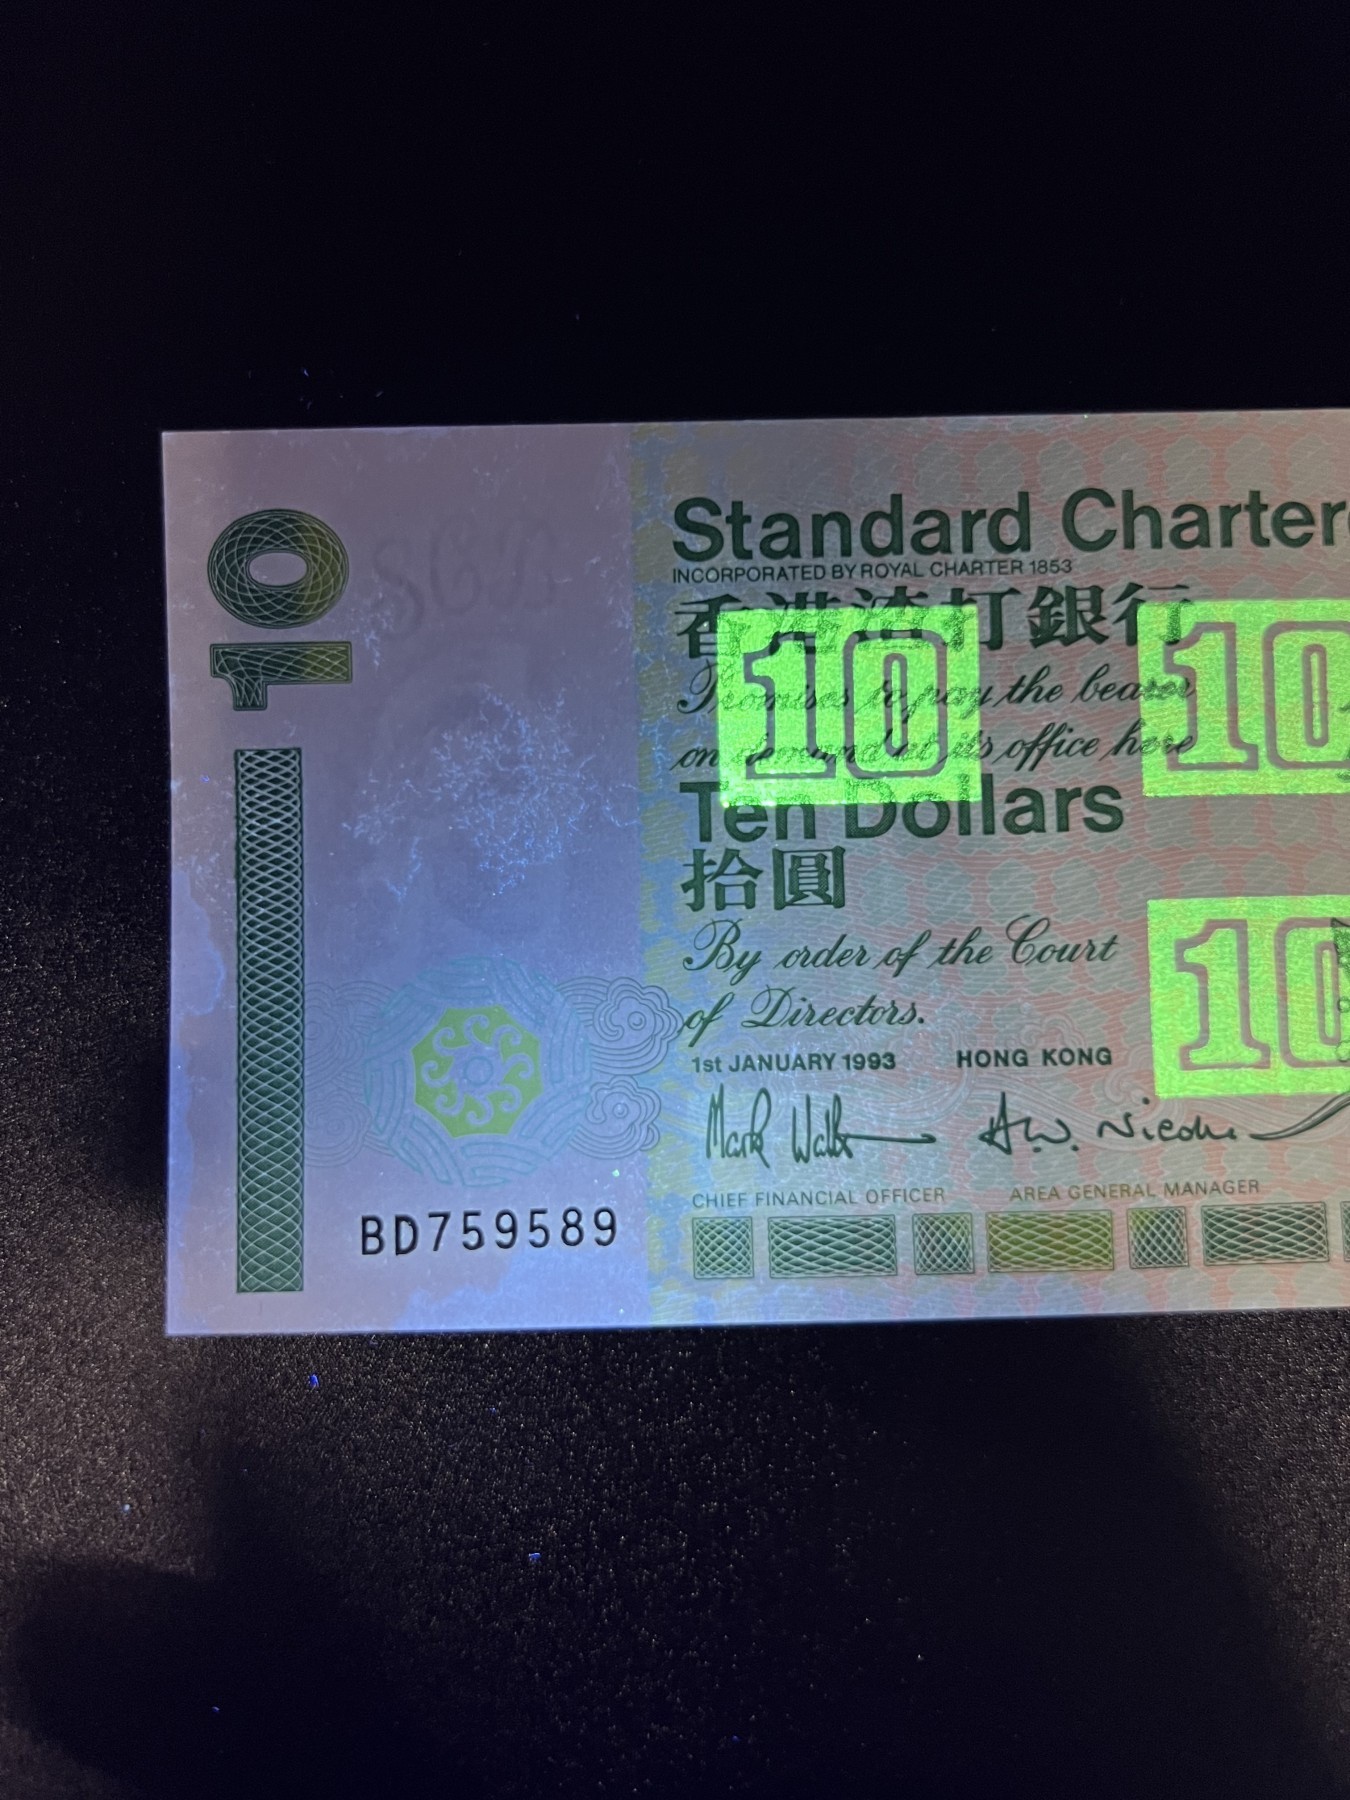 10
Standard Charter
INCORPORATED BY ROYAL CHARTER 1853
香港渣打銀行
10 10
Promises to pay the bearer
on demand at its office here
Ten Dollars
拾圓
By order of the Court
of Directors.
10
1st JANUARY 1993 HONG KONG
CHIEF FINANCIAL OFFICER AREA GENERAL MANAGER
BD759589